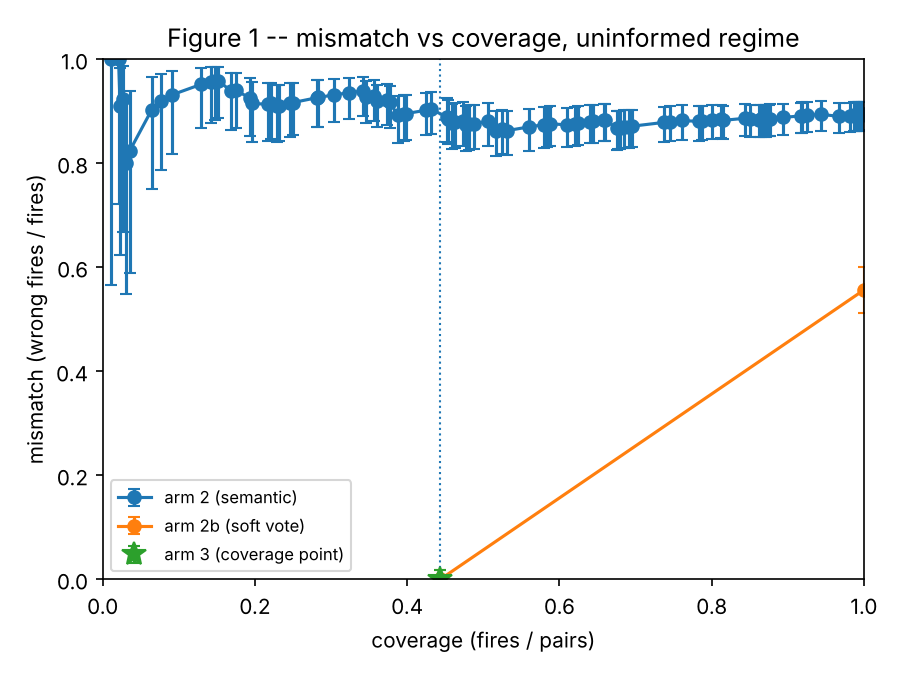 Figure 1 -- mismatch vs coverage, uninformed regime
mismatch (wrong fires / fires)
1.0
0.8
0.6
0.4
0.2
0.0
arm 2 (semantic)
arm 2b (soft vote)
arm 3 (coverage point)
0.0 0.2 0.4 0.6 0.8 1.0
coverage (fires / pairs)